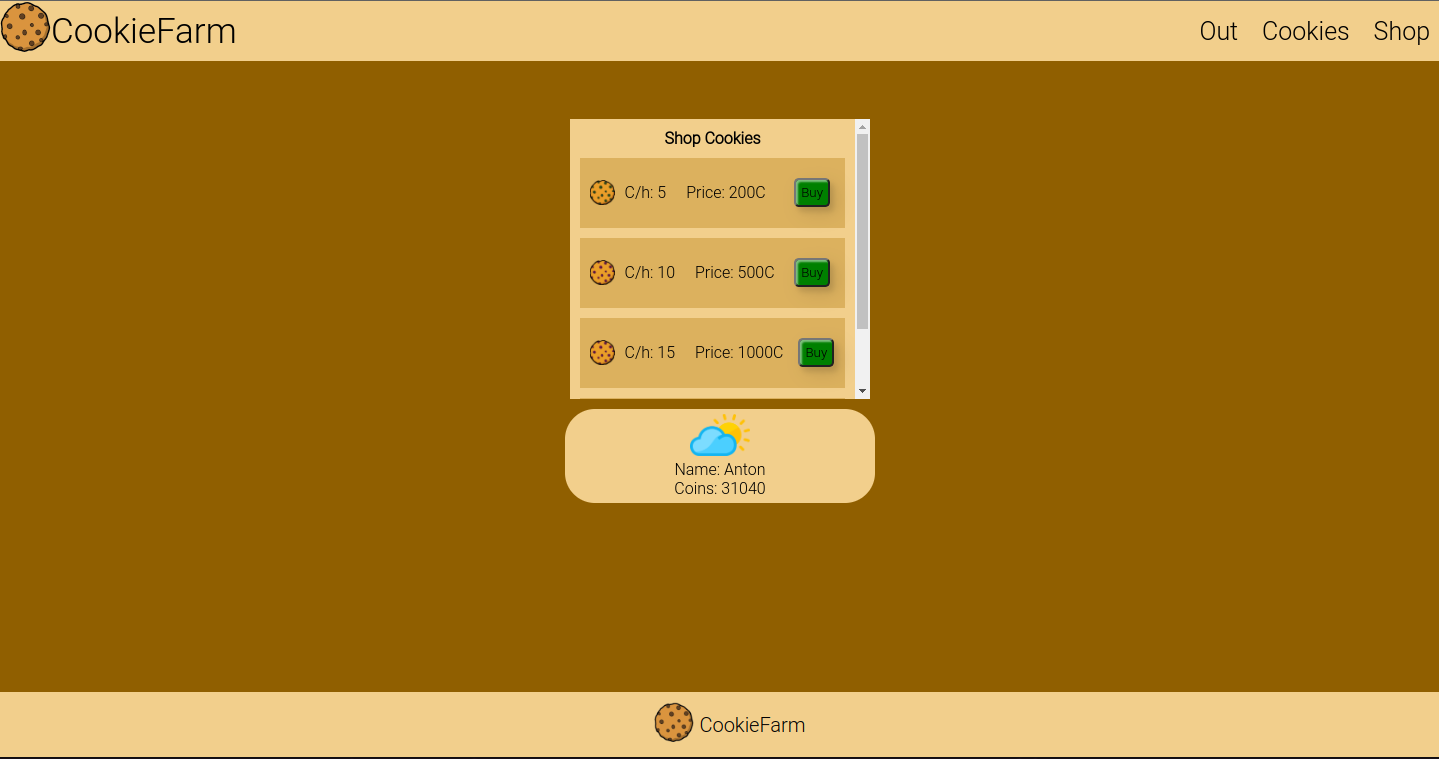 CookieFarm
Out Cookies Shop
Shop Cookies
C/h: 5 Price: 200C Buy
C/h: 10 Price: 500C Buy
C/h: 15 Price: 1000C Buy
Name: Anton
Coins: 31040
CookieFarm